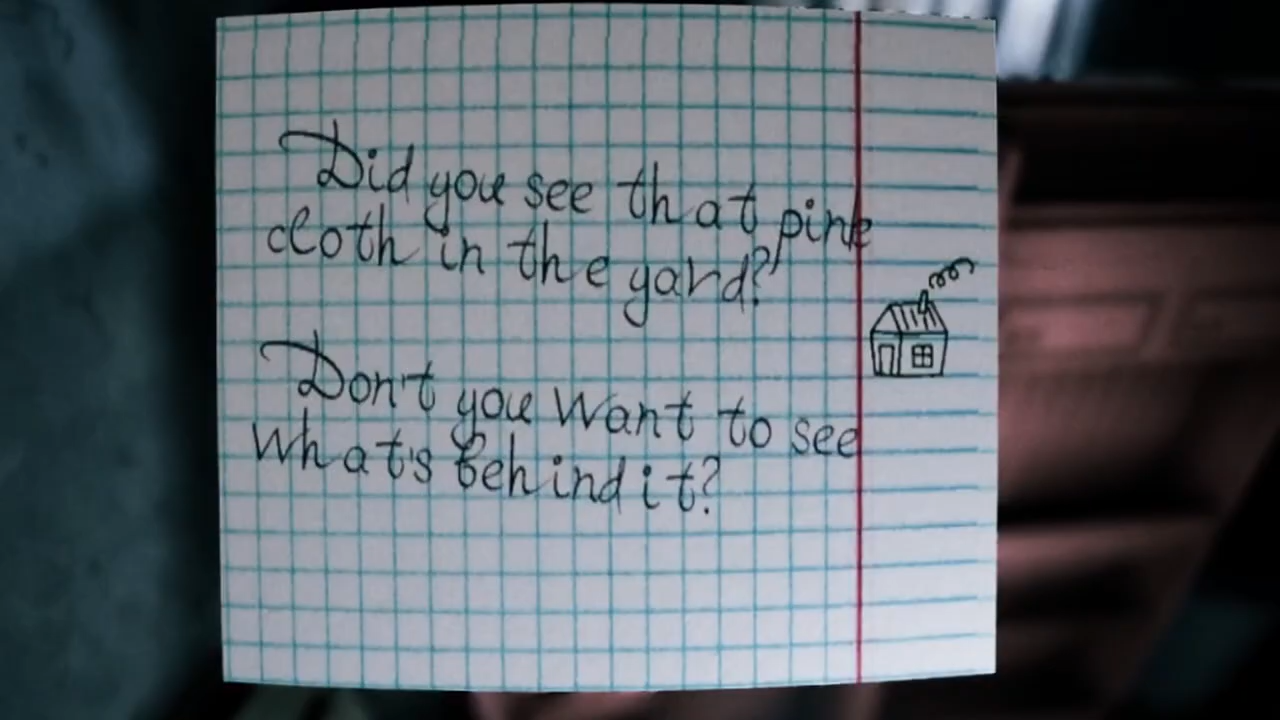 Did you see that pink
cloth in the yard?
Don't you want to see
what's behind it?